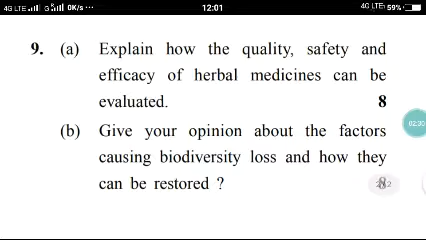 4G LTE 0K/s ... 12:01 4G LTE 59%
9. (a) Explain how the quality, safety and
efficacy of herbal medicines can be
evaluated. 8
02:30
(b) Give your opinion about the factors
causing biodiversity loss and how they
can be restored ? 8